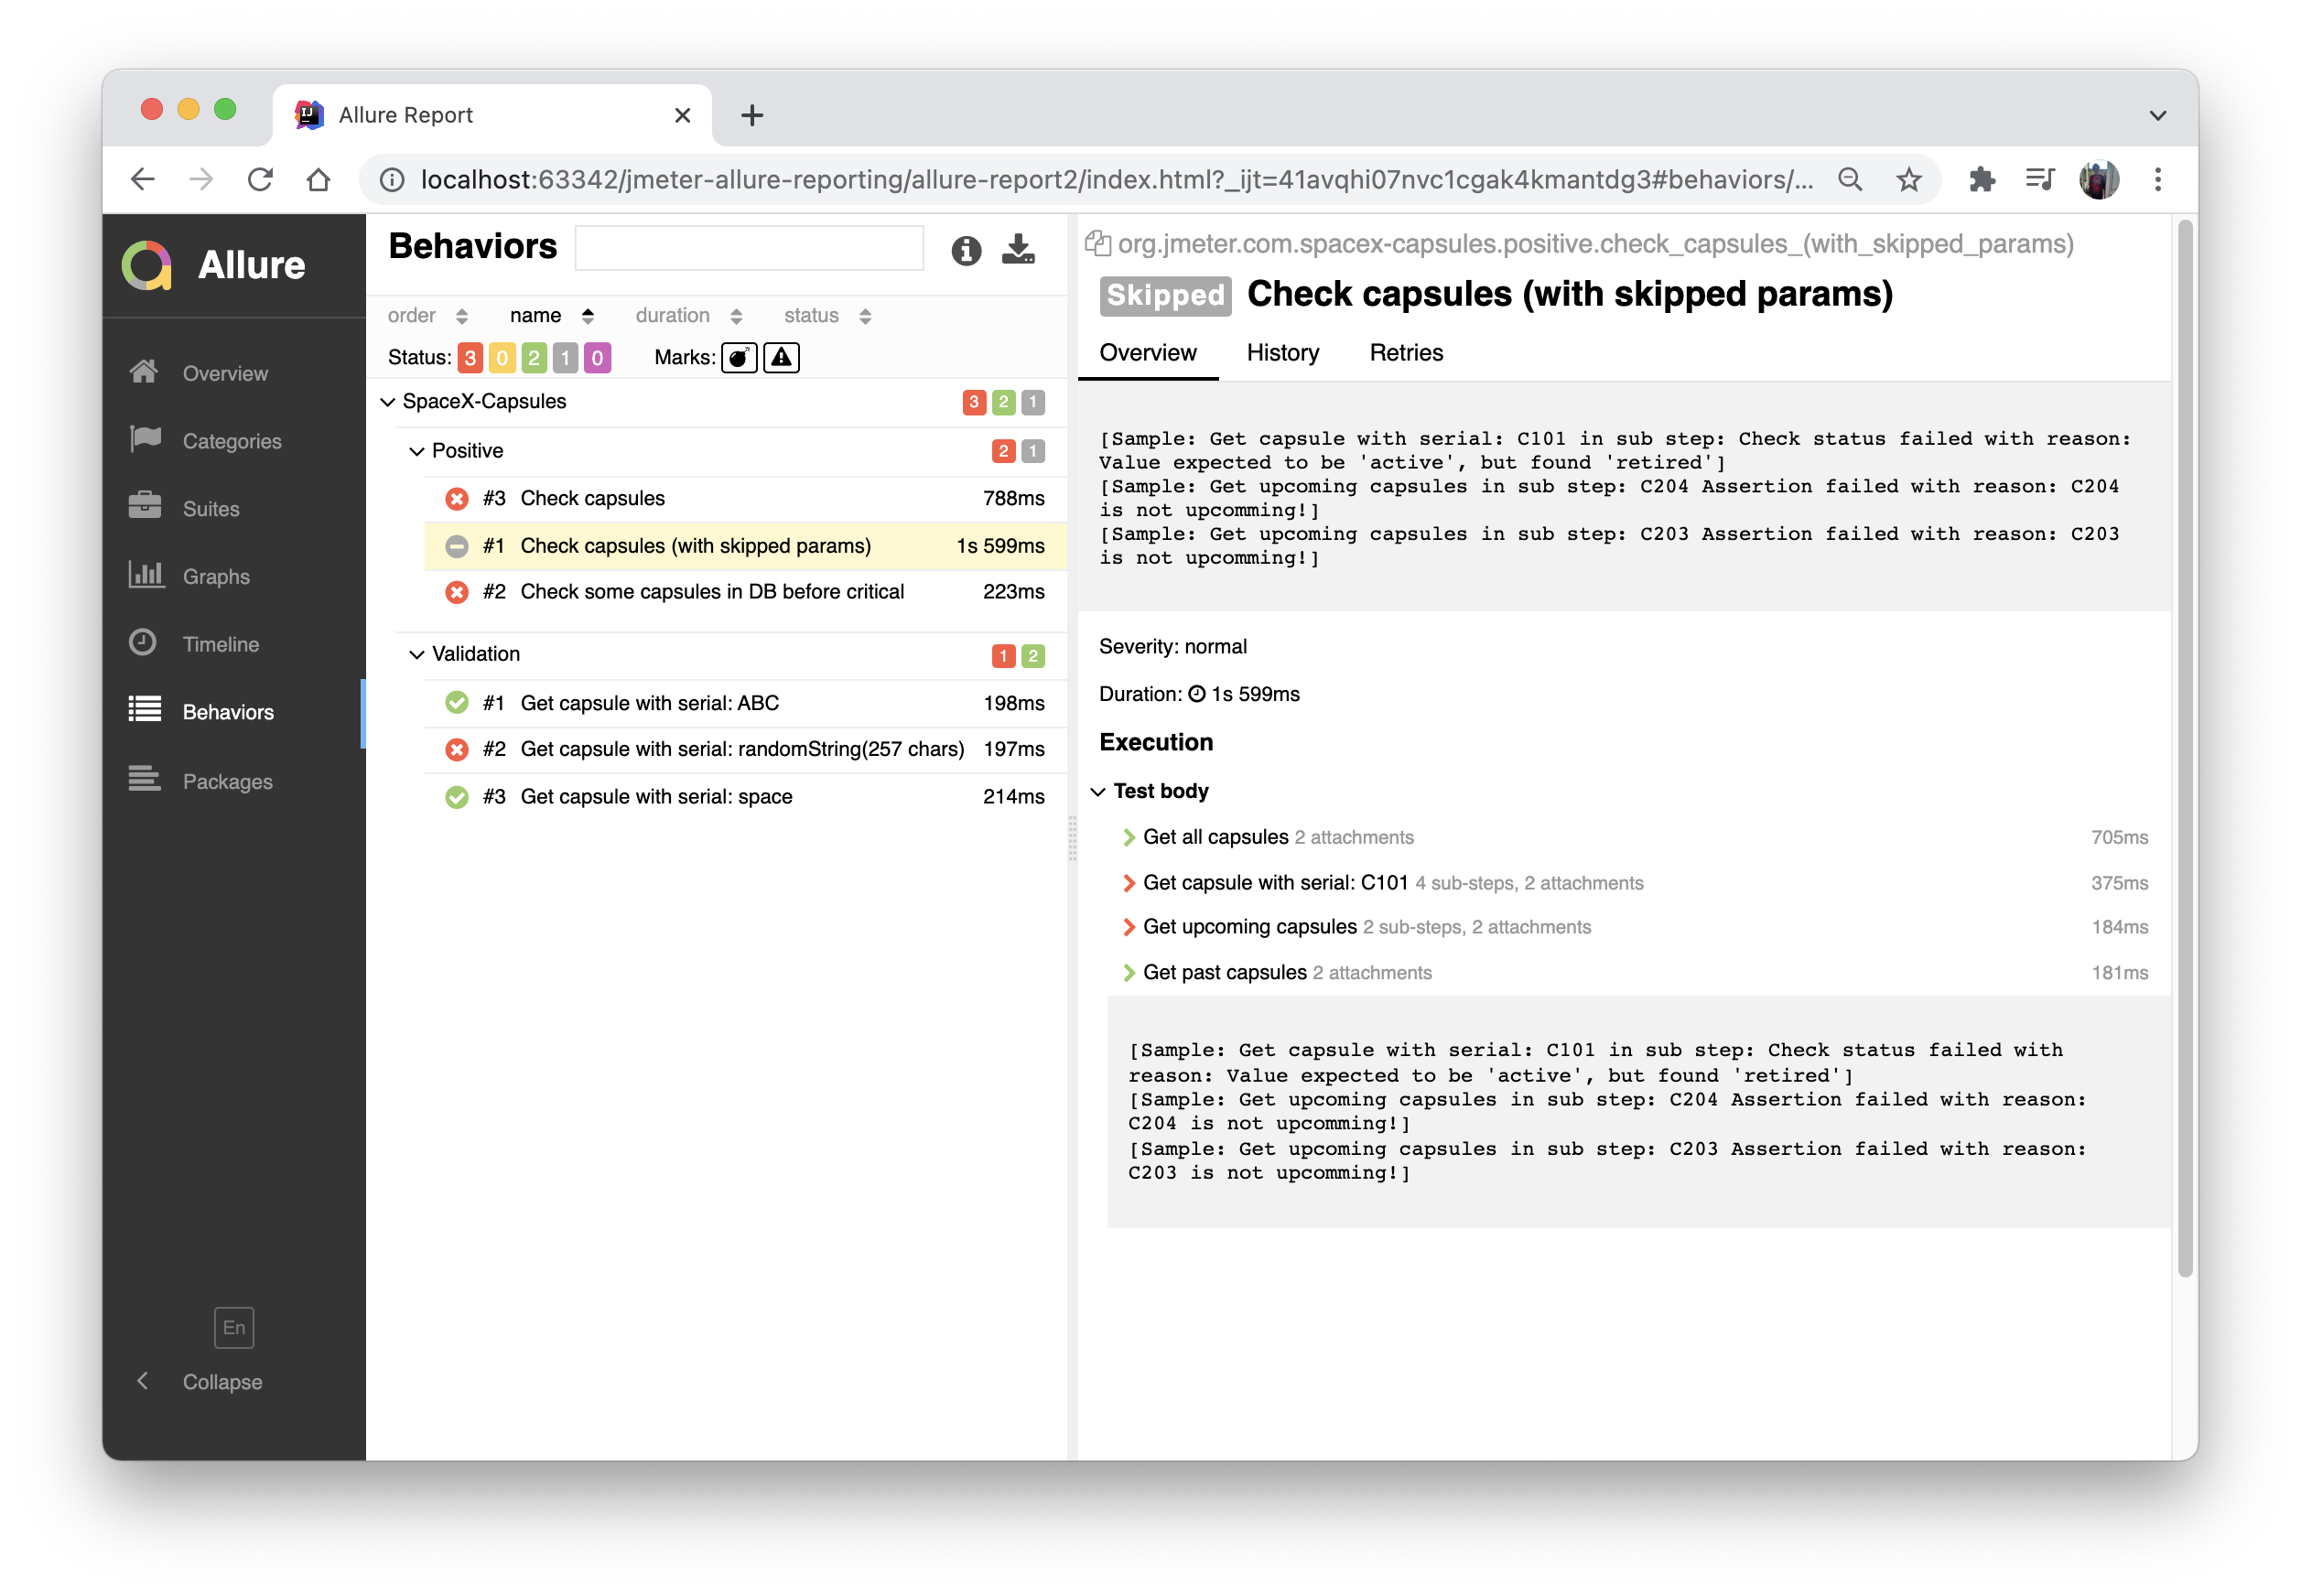 Allure Report
localhost:63342/jmeter-allure-reporting/allure-report2/index.html?_ijt=41avqhi07nvc1cgak4kmantdg3#behaviors/...
Allure
Overview
Categories
Suites
Graphs
Timeline
Behaviors
Packages
En
Collapse
Behaviors
order name duration status
Status: 3 0 2 1 0 Marks:
SpaceX-Capsules 3 2 1
Positive 2 1
#3 Check capsules 788ms
#1 Check capsules (with skipped params) 1s 599ms
#2 Check some capsules in DB before critical 223ms
Validation 1 2
#1 Get capsule with serial: ABC 198ms
#2 Get capsule with serial: randomString(257 chars) 197ms
#3 Get capsule with serial: space 214ms
org.jmeter.com.spacex-capsules.positive.check_capsules_(with_skipped_params)
Skipped Check capsules (with skipped params)
Overview History Retries
[Sample: Get capsule with serial: C101 in sub step: Check status failed with reason:
Value expected to be 'active', but found 'retired']
[Sample: Get upcoming capsules in sub step: C204 Assertion failed with reason: C204
is not upcomming!]
[Sample: Get upcoming capsules in sub step: C203 Assertion failed with reason: C203
is not upcomming!]
Severity: normal
Duration: 1s 599ms
Execution
Test body
Get all capsules 2 attachments 705ms
Get capsule with serial: C101 4 sub-steps, 2 attachments 375ms
Get upcoming capsules 2 sub-steps, 2 attachments 184ms
Get past capsules 2 attachments 181ms
[Sample: Get capsule with serial: C101 in sub step: Check status failed with
reason: Value expected to be 'active', but found 'retired']
[Sample: Get upcoming capsules in sub step: C204 Assertion failed with reason:
C204 is not upcomming!]
[Sample: Get upcoming capsules in sub step: C203 Assertion failed with reason:
C203 is not upcomming!]